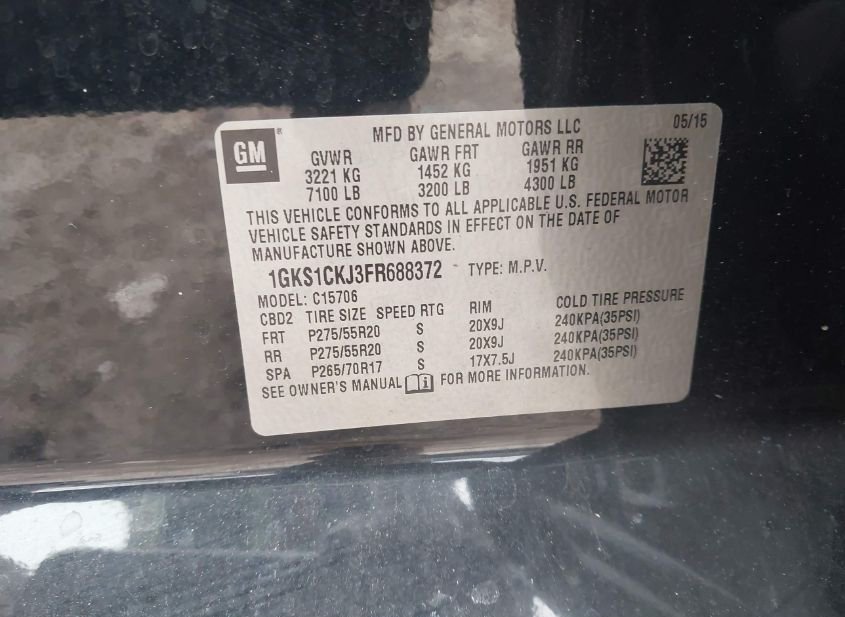 GM ® MFD BY GENERAL MOTORS LLC 05/15
GVWR GAWR FRT GAWR RR
3221 KG 1452 KG 1951 KG
7100 LB 3200 LB 4300 LB
THIS VEHICLE CONFORMS TO ALL APPLICABLE U.S. FEDERAL MOTOR
VEHICLE SAFETY STANDARDS IN EFFECT ON THE DATE OF
MANUFACTURE SHOWN ABOVE.
1GKS1CKJ3FR688372 TYPE: M.P.V.
MODEL: C15706
CBD2 TIRE SIZE SPEED RTG RIM COLD TIRE PRESSURE
FRT P275/55R20 S 20X9J 240KPA(35PSI)
RR P275/55R20 S 20X9J 240KPA(35PSI)
SPA P265/70R17 S 17X7.5J 240KPA(35PSI)
SEE OWNER'S MANUAL i FOR MORE INFORMATION.